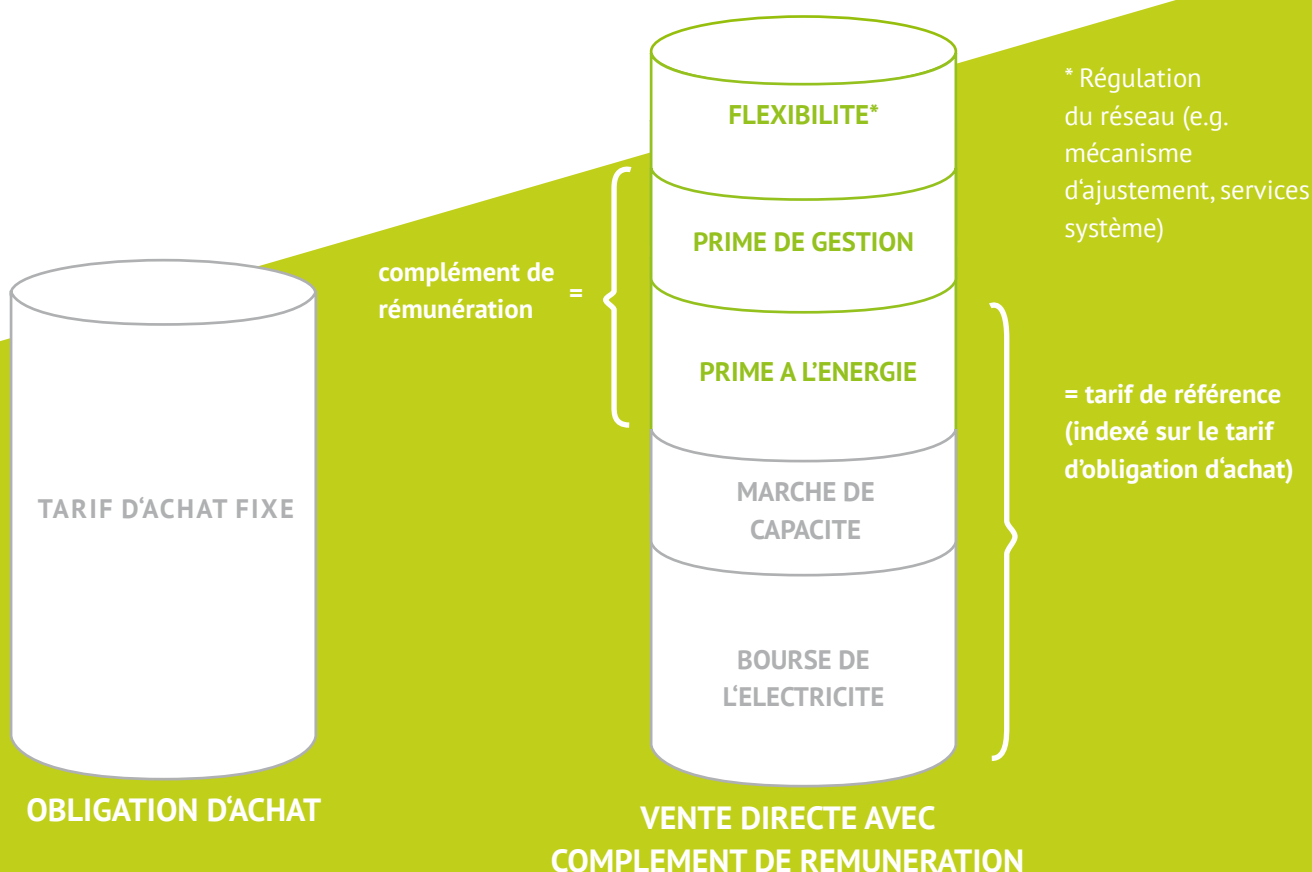 FLEXIBILITE*
* Régulation
du réseau (e.g.
mécanisme
d‘ajustement, services
système)
PRIME DE GESTION
complément de
rémunération
=
PRIME A L’ENERGIE
= tarif de référence
(indexé sur le tarif
d’obligation d‘achat)
TARIF D‘ACHAT FIXE
MARCHE DE
CAPACITE
BOURSE DE
L‘ELECTRICITE
OBLIGATION D‘ACHAT
VENTE DIRECTE AVEC
COMPLEMENT DE REMUNERATION